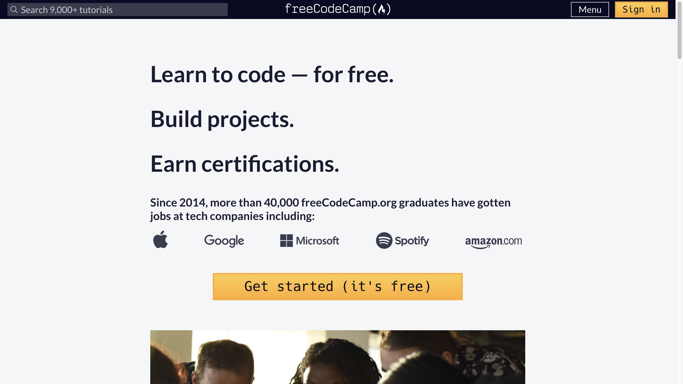 Search 9,000+ tutorials
freeCodeCamp(🔥)
Menu
Sign in
Learn to code — for free.
Build projects.
Earn certifications.
Since 2014, more than 40,000 freeCodeCamp.org graduates have gotten
jobs at tech companies including:
Google
Microsoft
Spotify
amazon.com
Get started (it's free)